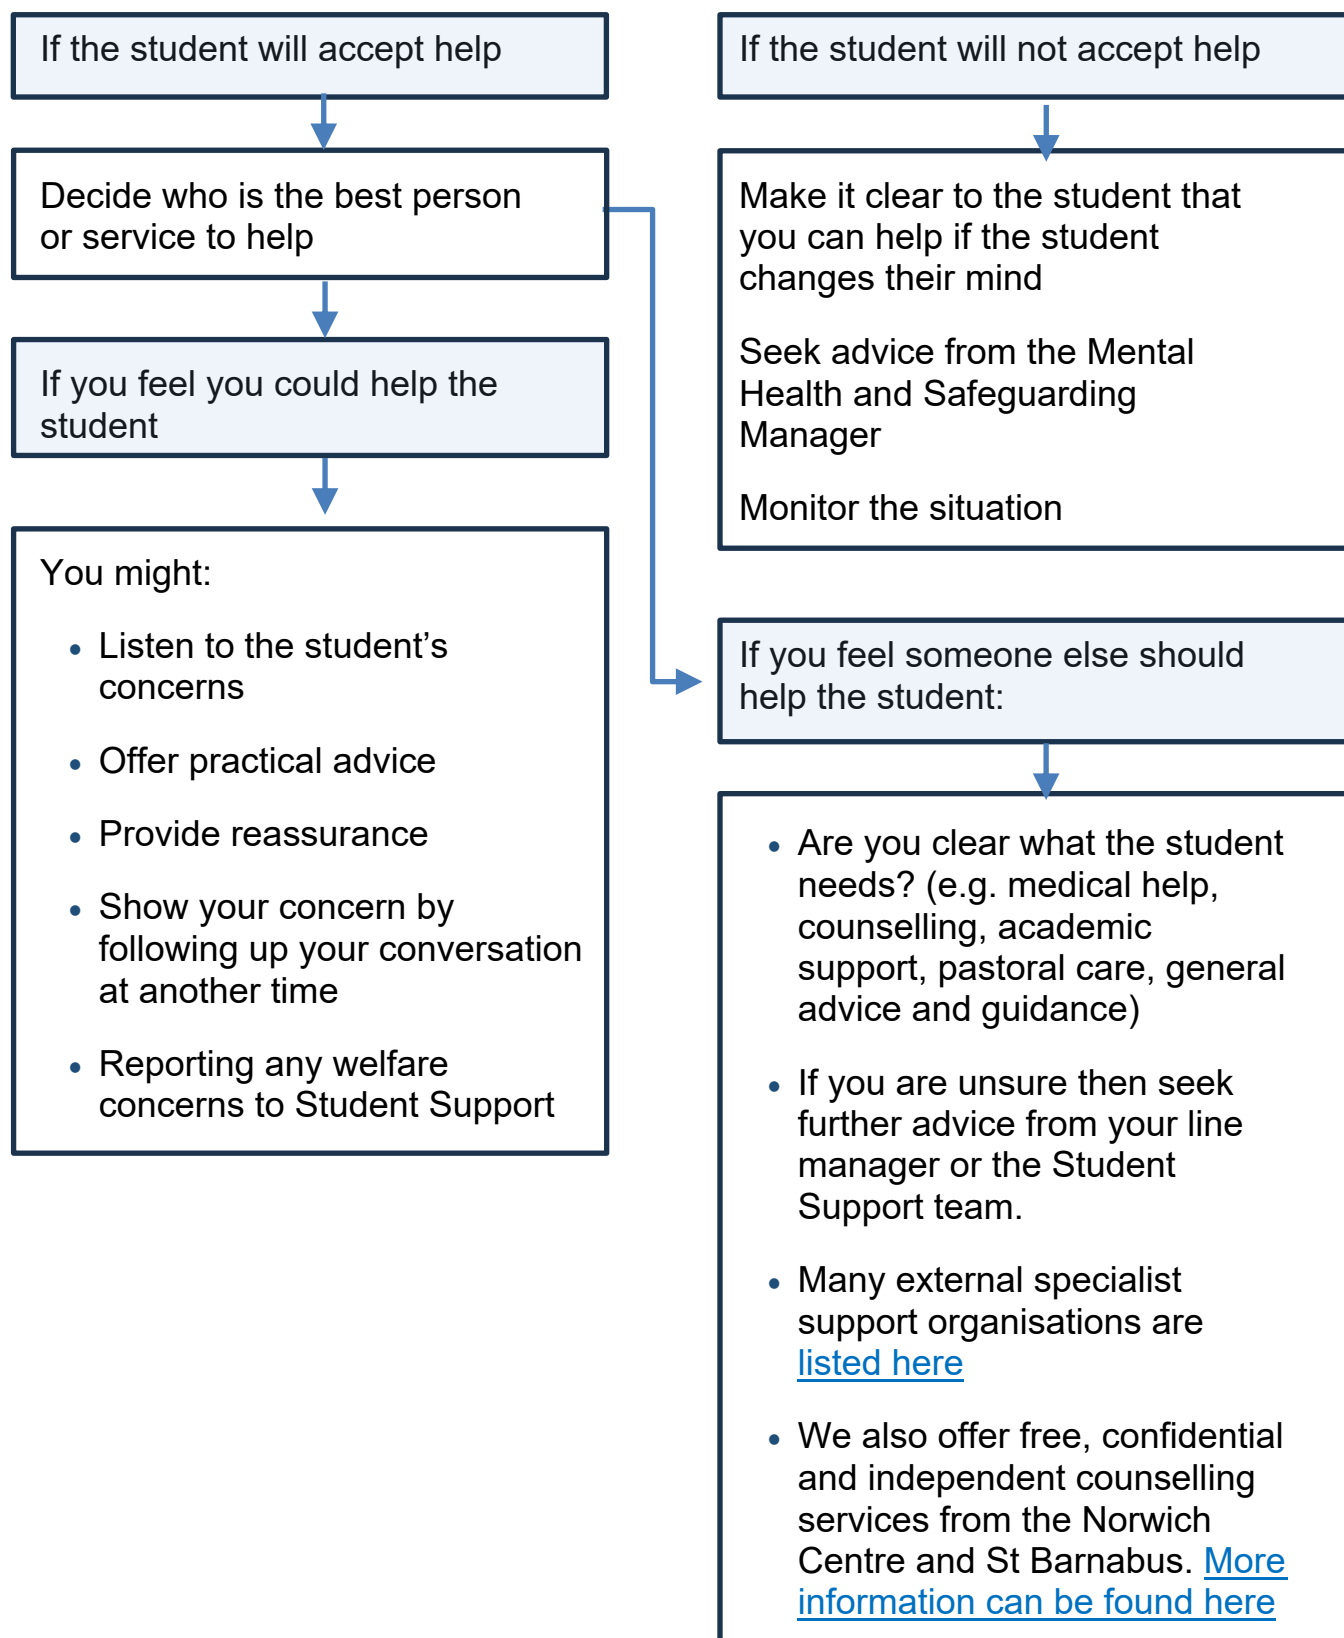 If the student will accept help
Decide who is the best person
or service to help
If you feel you could help the
student
You might:
• Listen to the student’s
concerns
• Offer practical advice
• Provide reassurance
• Show your concern by
following up your conversation
at another time
• Reporting any welfare
concerns to Student Support
If the student will not accept help
Make it clear to the student that
you can help if the student
changes their mind
Seek advice from the Mental
Health and Safeguarding
Manager
Monitor the situation
If you feel someone else should
help the student:
• Are you clear what the student
needs? (e.g. medical help,
counselling, academic
support, pastoral care, general
advice and guidance)
• If you are unsure then seek
further advice from your line
manager or the Student
Support team.
• Many external specialist
support organisations are
listed here
• We also offer free, confidential
and independent counselling
services from the Norwich
Centre and St Barnabus. More
information can be found here